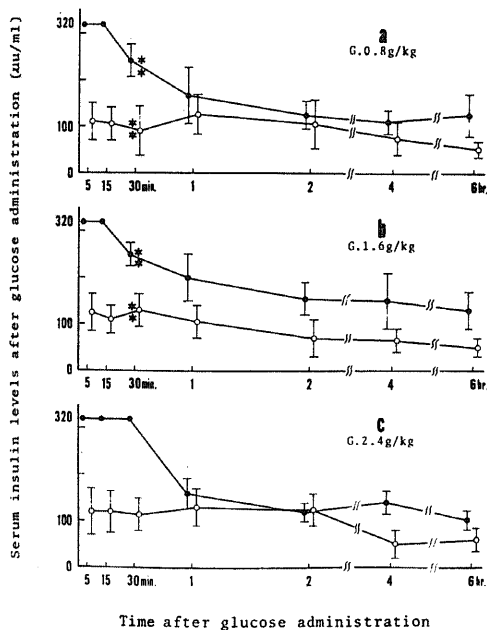 Serum insulin levels after glucose administration (uu/ml)
a
G.0.8g/kg
320
100
0
5 15 30min. 1 2 4 6hr.
b
G.1.6g/kg
320
100
0
5 15 30min. 1 2 4 6hr.
c
G.2.4g/kg
320
100
0
5 15 30min. 1 2 4 6hr.
Time after glucose administration